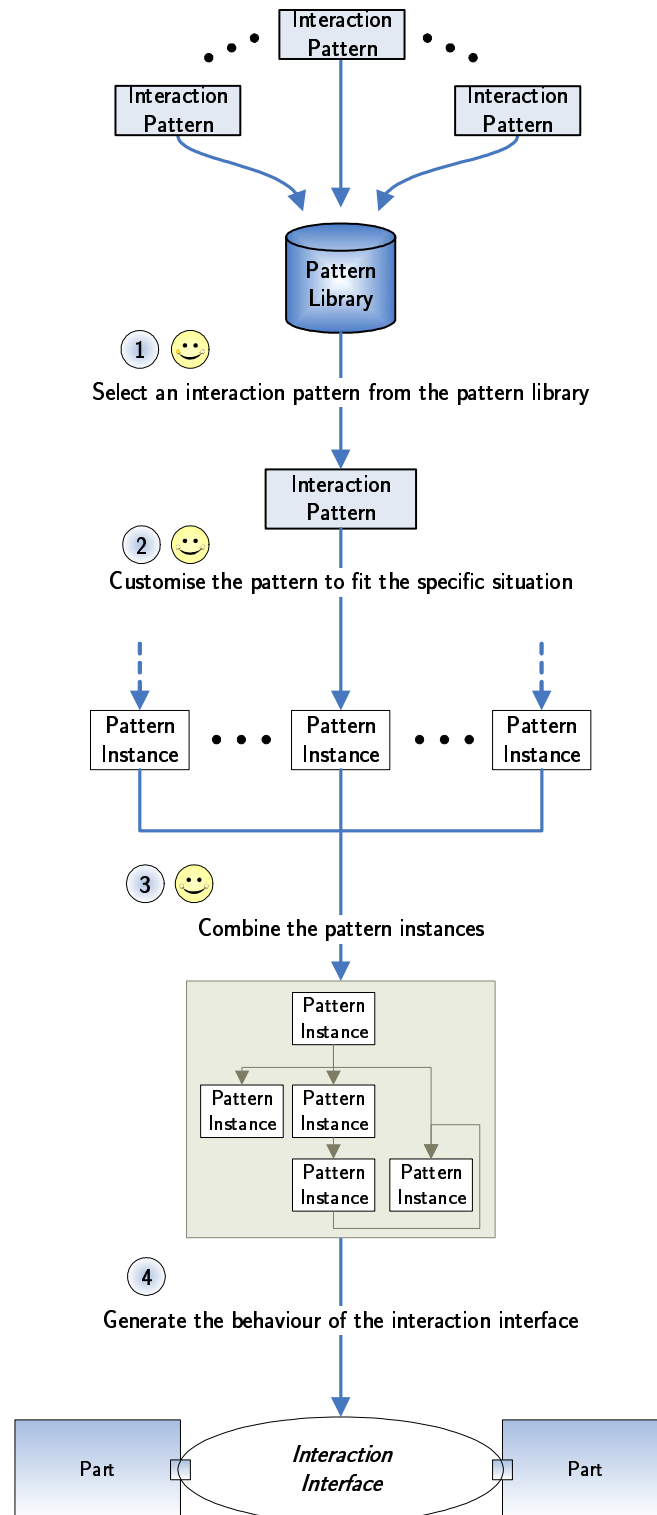 Interaction
Pattern
Interaction
Pattern
Interaction
Pattern
Pattern
Library
1
Select an interaction pattern from the pattern library
Interaction
Pattern
2
Customise the pattern to fit the specific situation
Pattern
Instance
Pattern
Instance
Pattern
Instance
3
Combine the pattern instances
Pattern
Instance
Pattern
Instance
Pattern
Instance
Pattern
Instance
Pattern
Instance
4
Generate the behaviour of the interaction interface
Part
Interaction
Interface
Part